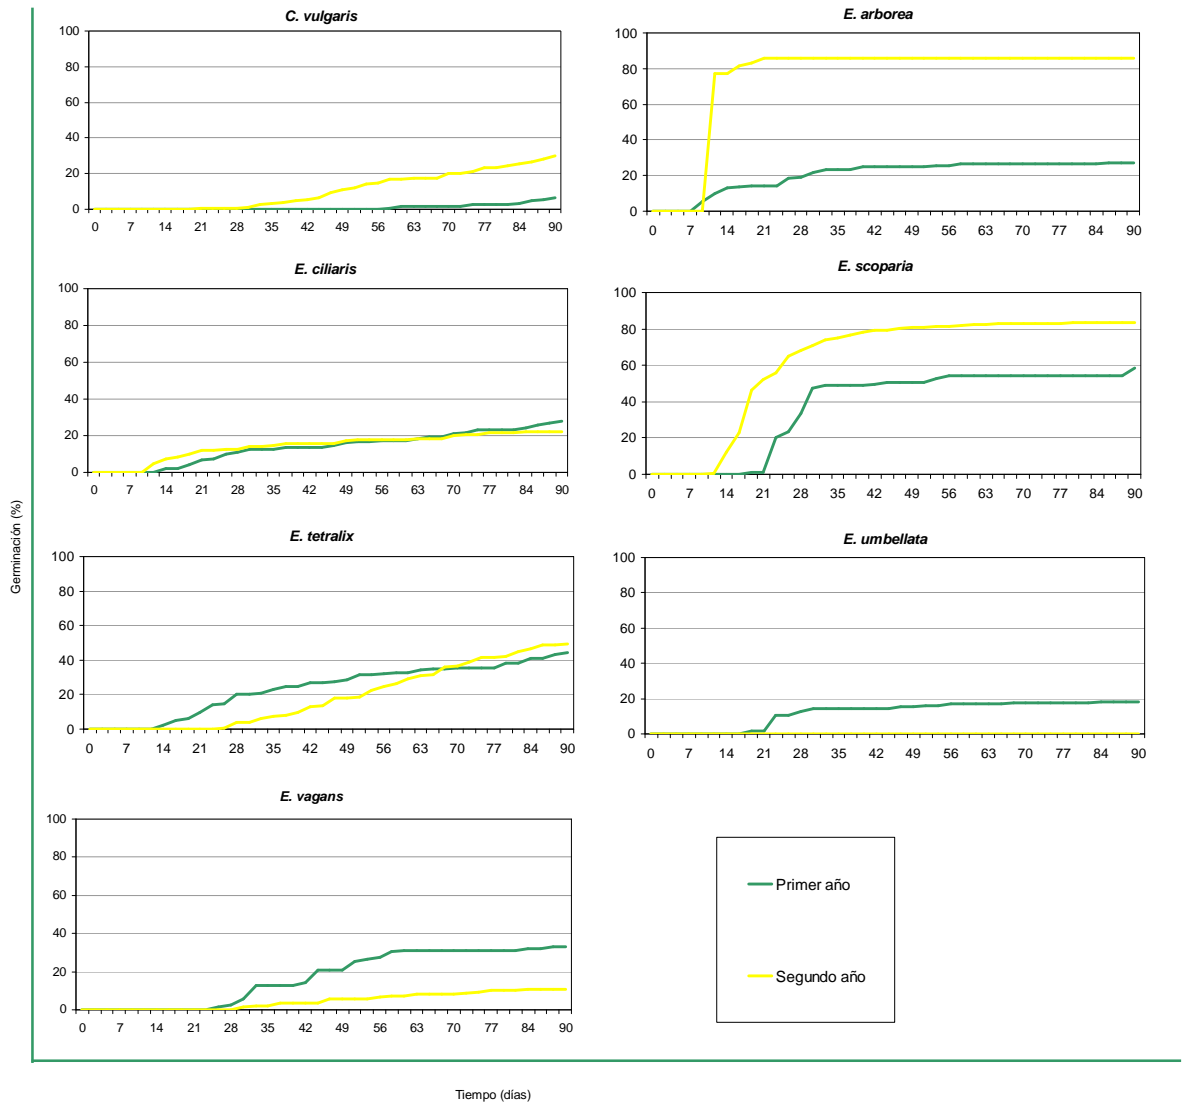 C. vulgaris
100
80
60
40
20
0
0 7 14 21 28 35 42 49 56 63 70 77 84 90
E. arborea
100
80
60
40
20
0
0 7 14 21 28 35 42 49 56 63 70 77 84 90
E. ciliaris
100
80
60
40
20
0
0 7 14 21 28 35 42 49 56 63 70 77 84 90
E. scoparia
100
80
60
40
20
0
0 7 14 21 28 35 42 49 56 63 70 77 84 90
E. tetralix
100
80
60
40
20
0
0 7 14 21 28 35 42 49 56 63 70 77 84 90
E. umbellata
100
80
60
40
20
0
0 7 14 21 28 35 42 49 56 63 70 77 84 90
E. vagans
100
80
60
40
20
0
0 7 14 21 28 35 42 49 56 63 70 77 84 90
Primer año
Segundo año
Germinación (%)
Tiempo (días)